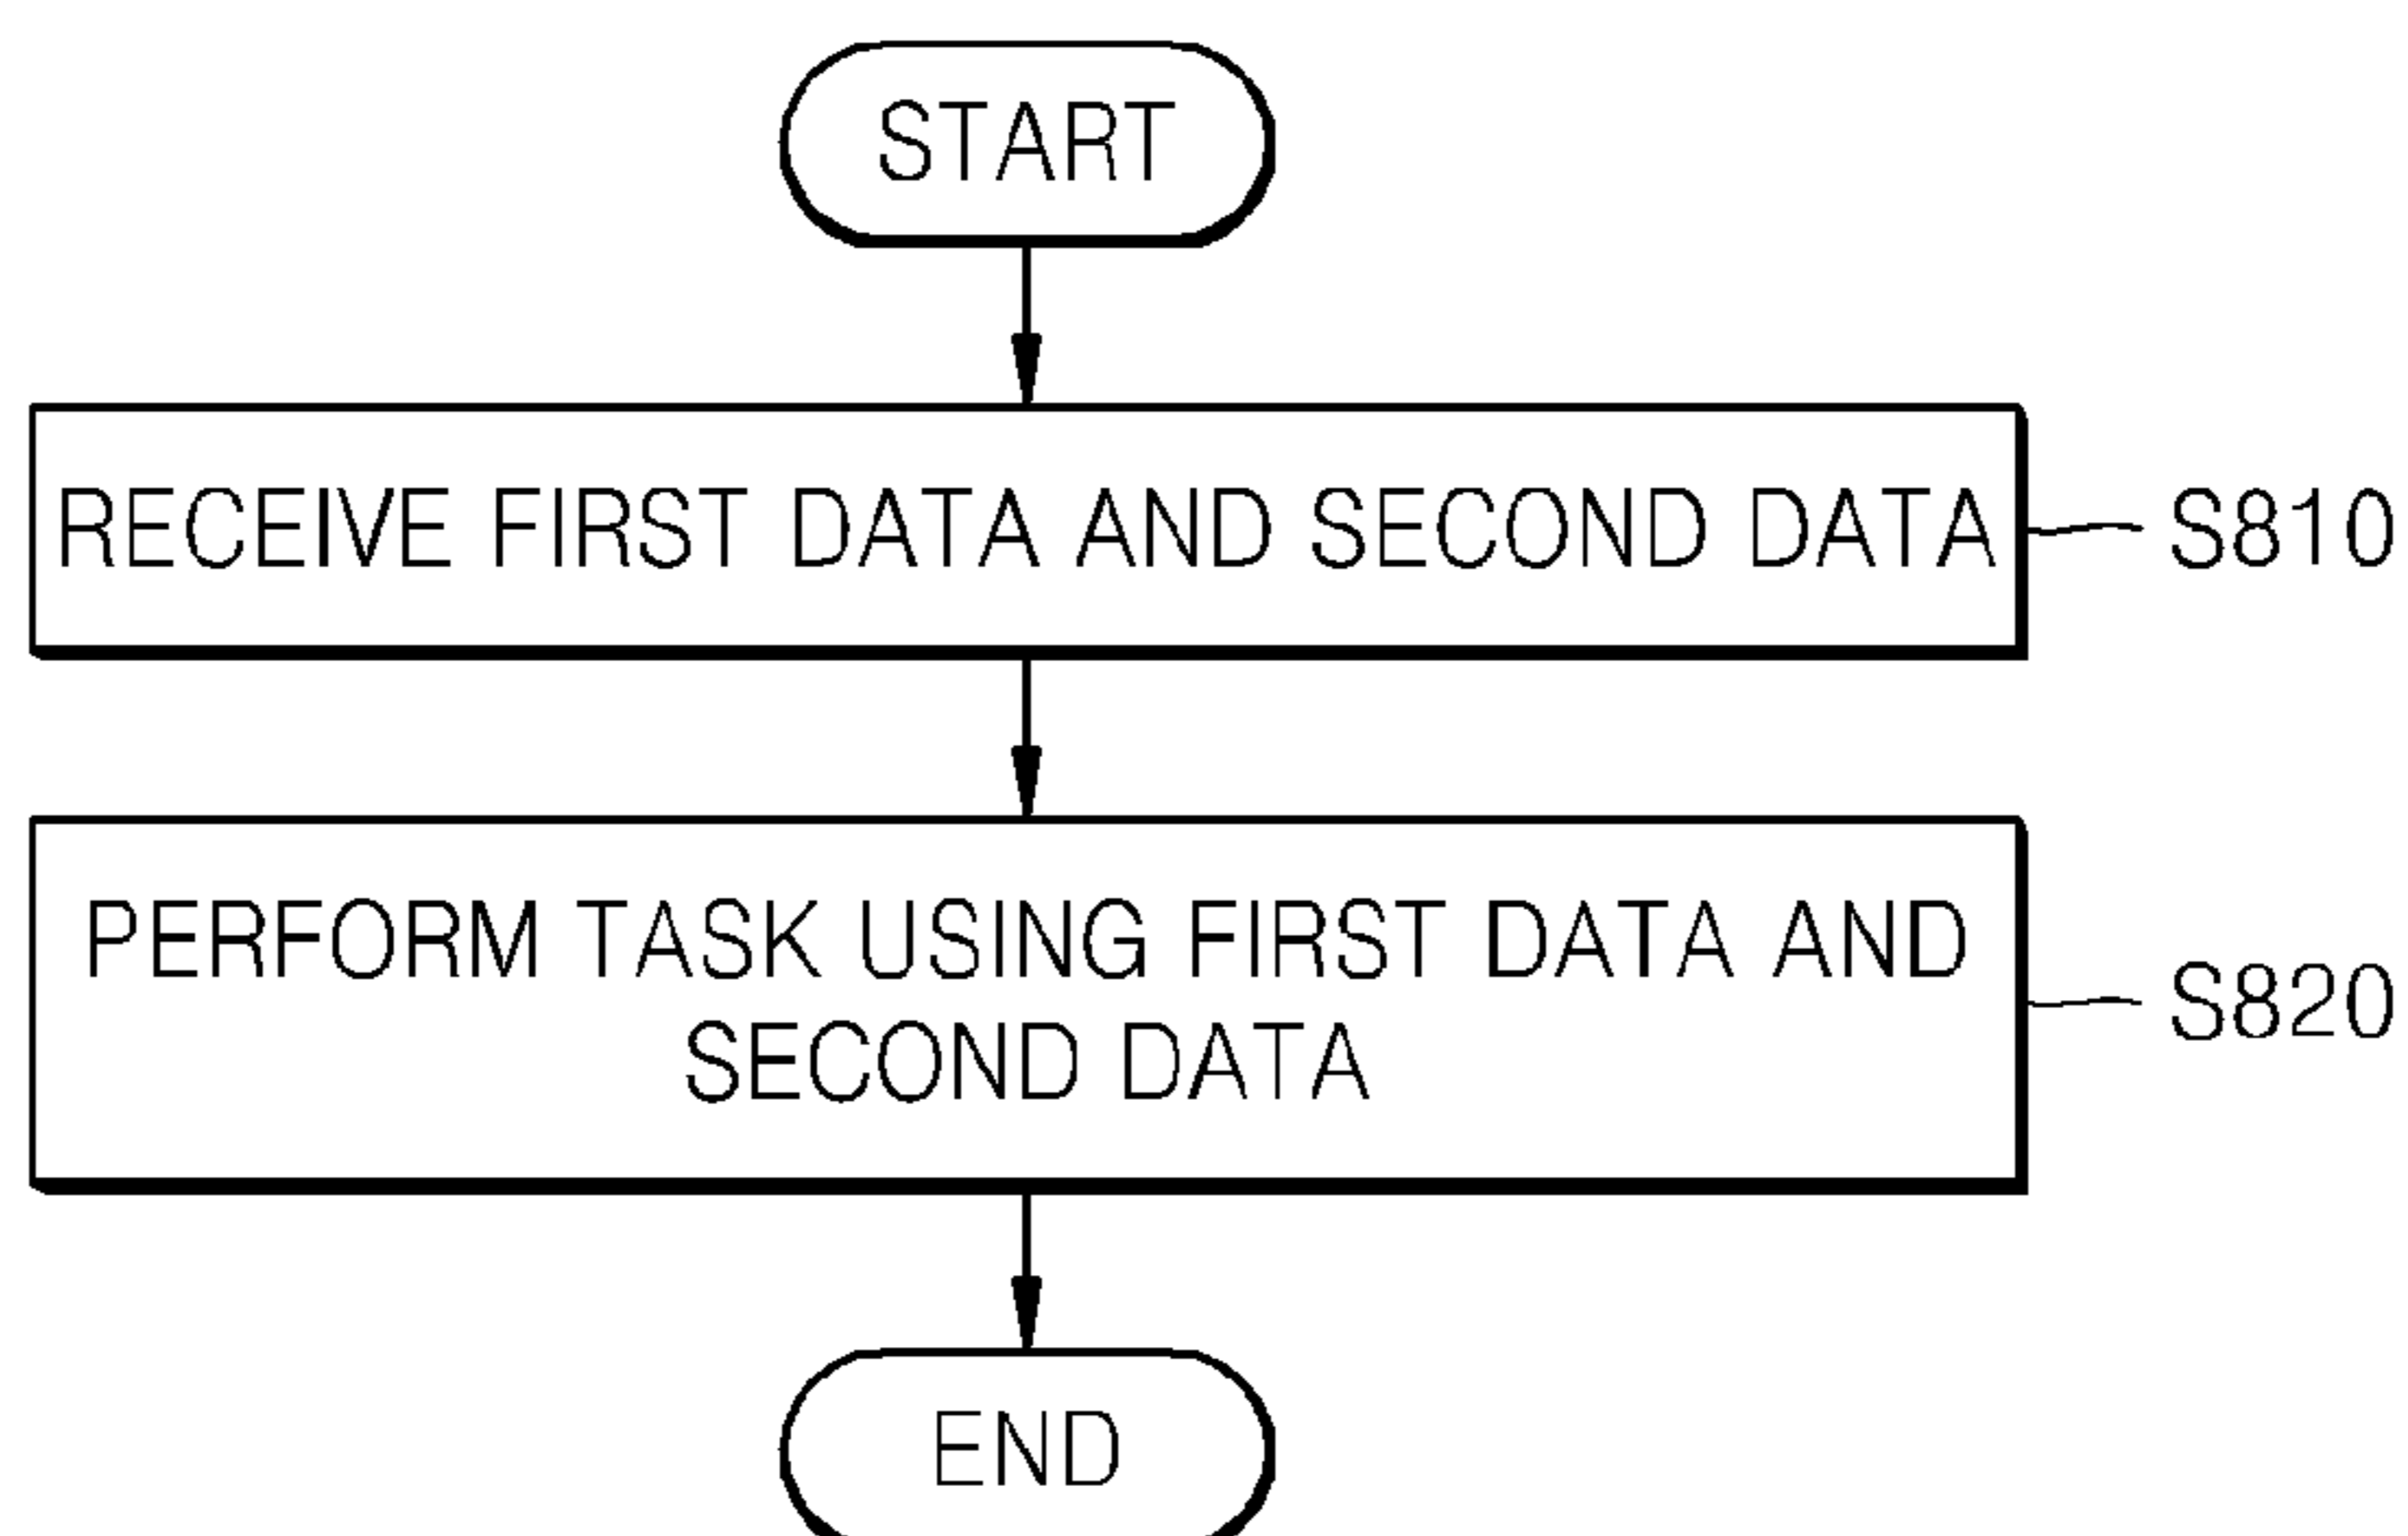 START
RECEIVE FIRST DATA AND SECOND DATA
S810
PERFORM TASK USING FIRST DATA AND
SECOND DATA
S820
END